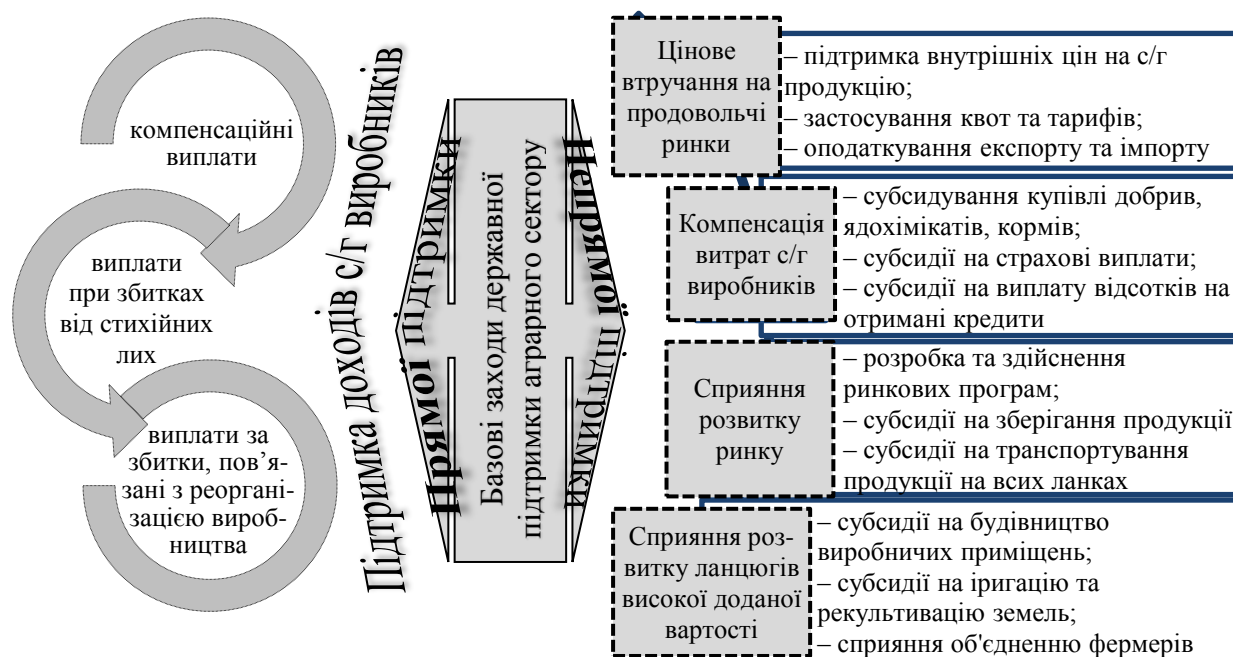 компенсаційні
виплати
виплати
при збитках
від стихійних
лих
виплати за
збитки, пов’я-
зані з реоргані-
зацією вироб-
ництва
Підтримка доходів с/г виробників
Прямої підтримки
Базові заходи державної
підтримки аграрного сектору
Непрямої підтримки
Цінове
втручання на
продовольчі
ринки
– підтримка внутрішніх цін на с/г
продукцію;
– застосування квот та тарифів;
– оподаткування експорту та імпорту
Компенсація
витрат с/г
виробників
– субсидування купівлі добрив,
ядохімікатів, кормів;
– субсидії на страхові виплати;
– субсидії на виплату відсотків на
отримані кредити
Сприяння
розвитку
ринку
– розробка та здійснення
ринкових програм;
– субсидії на зберігання продукції
– субсидії на транспортування
продукції на всих ланках
Сприяння роз-
витку ланцюгів
високої доданої
вартості
– субсидії на будівництво
виробничих приміщень;
– субсидії на іригацію та
рекультивацію земель;
– сприяння об'єдненню фермерів